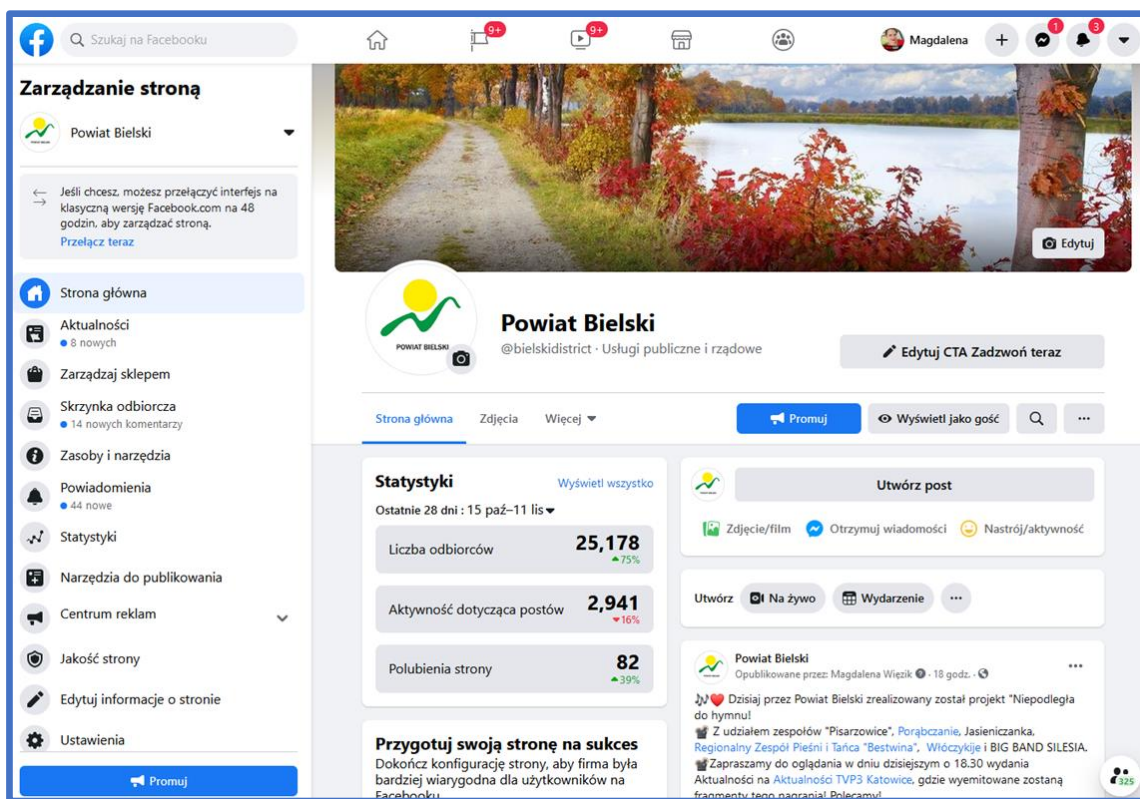 Szukaj na Facebooku
9+
9+
Magdalena
1
3
Zarządzanie stroną
Powiat Bielski
Jeśli chcesz, możesz przełączyć interfejs na
klasyczną wersję Facebook.com na 48
godzin, aby zarządzać stroną.
Przełącz teraz
Strona główna
Aktualności
8 nowych
Zarządzaj sklepem
Skrzynka odbiorcza
14 nowych komentarzy
Zasoby i narzędzia
Powiadomienia
44 nowe
Statystyki
Narzędzia do publikowania
Centrum reklam
Jakość strony
Edytuj informacje o stronie
Ustawienia
Promuj
Edytuj
POWIAT BIELSKI
Powiat Bielski
@bielskidistrict · Usługi publiczne i rządowe
Edytuj CTA Zadzwoń teraz
Strona główna Zdjęcia Więcej
Promuj
Wyświetl jako gość
Statystyki Wyświetl wszystko
Ostatnie 28 dni : 15 paź–11 lis
Liczba odbiorców 25,178
75%
Aktywność dotycząca postów 2,941
16%
Polubienia strony 82
39%
Przygotuj swoją stronę na sukces
Dokończ konfigurację strony, aby firma była
bardziej wiarygodna dla użytkowników na
Facebooku.
Utwórz post
Zdjęcie/film Otrzymuj wiadomości Nastrój/aktywność
Utwórz Na żywo Wydarzenie
Powiat Bielski
Opublikowane przez: Magdalena Więzik · 18 godz. ·
Dzisiaj przez Powiat Bielski zrealizowany został projekt "Niepodległa
do hymnu!
Z udziałem zespołów "Pisarzowice", Porąbczanie, Jasieniczanka,
Regionalny Zespół Pieśni i Tańca "Bestwina", Włóczykije i BIG BAND SILESIA.
Zapraszamy do oglądania w dniu dzisiejszym o 18.30 wydania
Aktualności na Aktualności TVP3 Katowice, gdzie wyemitowane zostaną
fragmenty tego nagrania! Polecamy!
325